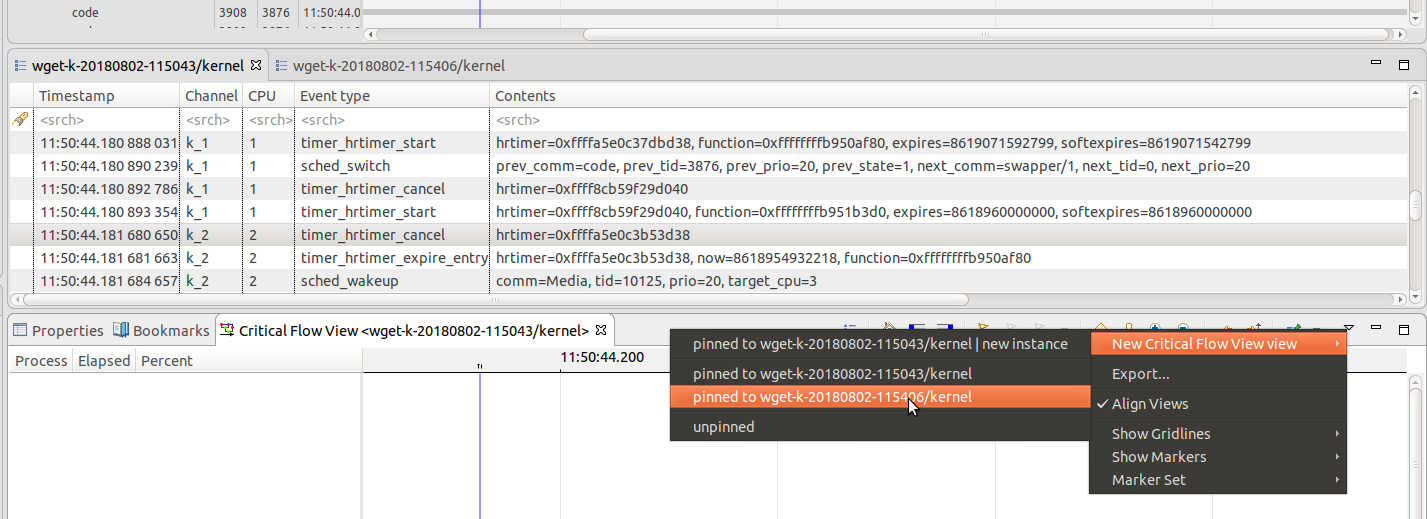 code 3908 3876 11:50:44.0
wget-k-20180802-115043/kernel wget-k-20180802-115406/kernel
Timestamp Channel CPU Event type Contents
<srch> <srch> <srch> <srch> <srch>
11:50:44.180 888 031 k_1 1 timer_hrtimer_start hrtimer=0xffffa5e0c37dbd38, function=0xffffffffb950af80, expires=8619071592799, softexpires=8619071542799
11:50:44.180 890 239 k_1 1 sched_switch prev_comm=code, prev_tid=3876, prev_prio=20, prev_state=1, next_comm=swapper/1, next_tid=0, next_prio=20
11:50:44.180 892 786 k_1 1 timer_hrtimer_cancel hrtimer=0xffff8cb59f29d040
11:50:44.180 893 354 k_1 1 timer_hrtimer_start hrtimer=0xffff8cb59f29d040, function=0xffffffffb951b3d0, expires=8618960000000, softexpires=8618960000000
11:50:44.181 680 650 k_2 2 timer_hrtimer_cancel hrtimer=0xffffa5e0c3b53d38
11:50:44.181 681 663 k_2 2 timer_hrtimer_expire_entry hrtimer=0xffffa5e0c3b53d38, now=8618954932218, function=0xffffffffb950af80
11:50:44.181 684 657 k_2 2 sched_wakeup comm=Media, tid=10125, prio=20, target_cpu=3
Properties Bookmarks Critical Flow View <wget-k-20180802-115043/kernel>
Process Elapsed Percent 11:50:44.200
pinned to wget-k-20180802-115043/kernel | new instance
pinned to wget-k-20180802-115043/kernel
pinned to wget-k-20180802-115406/kernel
unpinned
New Critical Flow View view
Export...
Align Views
Show Gridlines
Show Markers
Marker Set